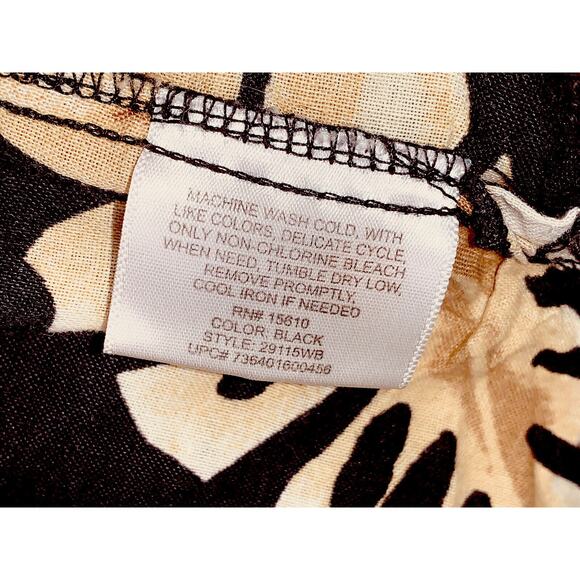 MACHINE WASH COLD, WITH
LIKE COLORS, DELICATE CYCLE,
ONLY NON-CHLORINE BLEACH
WHEN NEED, TUMBLE DRY LOW,
REMOVE PROMPTLY,
COOL IRON IF NEEDED
RN# 15610
COLOR: BLACK
STYLE: 29115WB
UPC# 735401600456